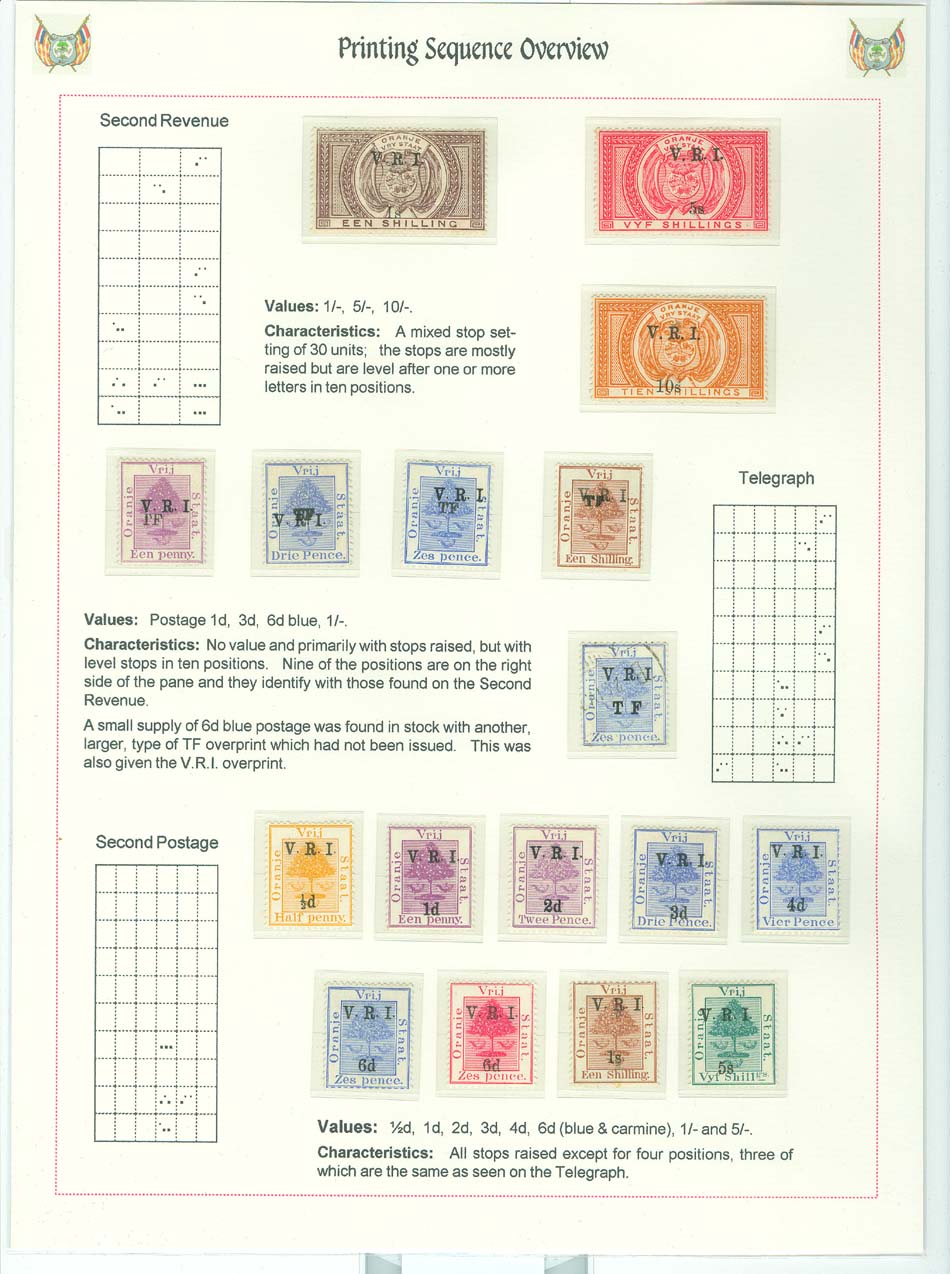 Printing Sequence Overview
Second Revenue
ORANJE
VRY STAAT
V.R.I.
1s
EEN SHILLING
ORANJE
VRY STAAT
V.R.I.
5s
VYF SHILLINGS
Values: 1/-, 5/-, 10/-.
Characteristics: A mixed stop set-
ting of 30 units; the stops are mostly
raised but are level after one or more
letters in ten positions.
ORANJE
VRY STAAT
V.R.I.
10s
TIEN SHILLINGS
Vrij
Oranje
Staat.
V. R. I.
TF
Een penny.
Vrij
Oranje
Staat.
TF
V. R. I.
Drie Pence.
Vrij
Oranje
Staat.
V. R. I.
TF
Zes pence.
Vrij
Oranje
Staat.
V. R. I
TF
Een Shilling.
Telegraph
Values: Postage 1d, 3d, 6d blue, 1/-.
Characteristics: No value and primarily with stops raised, but with
level stops in ten positions. Nine of the positions are on the right
side of the pane and they identify with those found on the Second
Revenue.
A small supply of 6d blue postage was found in stock with another,
larger, type of TF overprint which had not been issued. This was
also given the V.R.I. overprint.
Vrij
Oranje
Staat.
V. R. I.
T F
Zes pence.
Second Postage
Vrij
Oranje
Staat.
V. R. I.
½d
Half penny.
Vrij
Oranje
Staat.
V. R. I.
1d
Een penny.
Vrij
Oranje
Staat.
V. R. I.
2d
Twee Pence.
Vrij
Oranje
Staat.
V. R. I.
3d
Drie Pence.
Vrij
Oranje
Staat.
V. R. I.
4d
Vier Pence
Vrij
Oranje
Staat.
V. R. I.
6d
Zes pence.
Vrij
Oranje
Staat.
V. R. I.
6d
Zes pence.
Vrij
Oranje
Staat.
V. R. I.
1s
Een Shilling.
Vrij
Oranje
Staat.
V. R. I.
5s
Vyf Shillgs.
Values: ½d, 1d, 2d, 3d, 4d, 6d (blue & carmine), 1/- and 5/-.
Characteristics: All stops raised except for four positions, three of
which are the same as seen on the Telegraph.